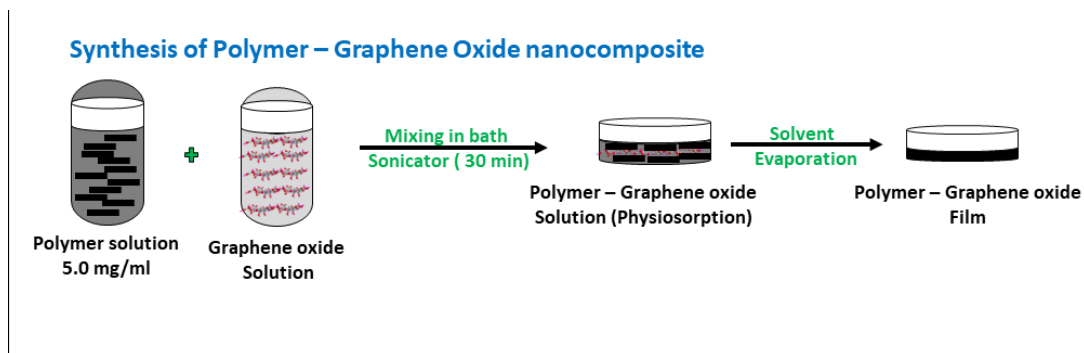 Synthesis of Polymer – Graphene Oxide nanocomposite
Mixing in bath
Sonicator ( 30 min)
Solvent
Evaporation
Polymer solution
5.0 mg/ml
Graphene oxide
Solution
Polymer – Graphene oxide
Solution (Physiosorption)
Polymer – Graphene oxide
Film